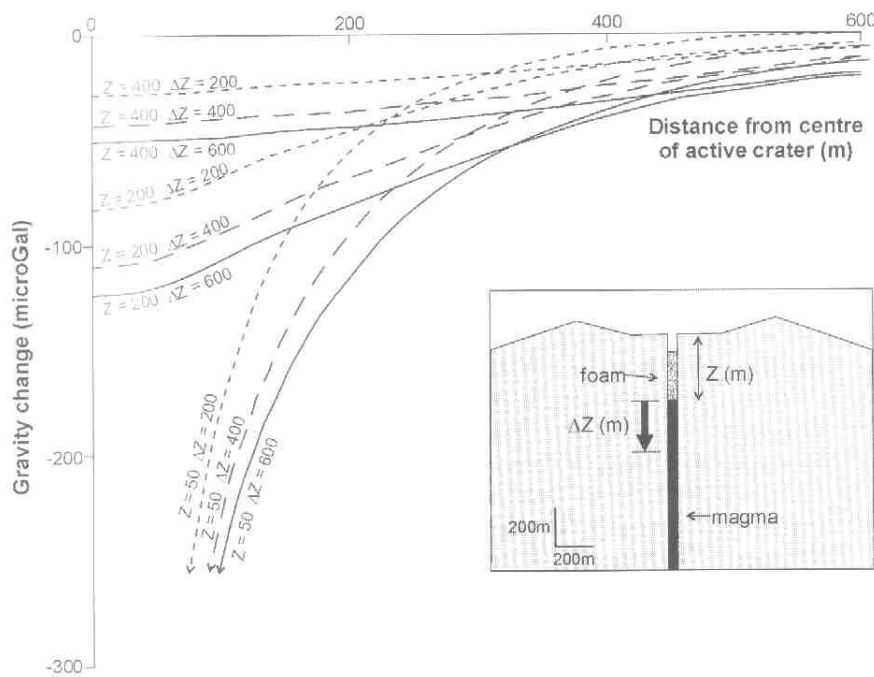 0
200
400
600
0
-100
-200
-300
Gravity change (microGal)
Distance from centre
of active crater (m)
Z = 400 ΔZ = 200
Z = 400 ΔZ = 400
Z = 400 ΔZ = 600
Z = 200 ΔZ = 200
Z = 200 ΔZ = 400
Z = 200 ΔZ = 600
Z = 50 ΔZ = 200
Z = 50 ΔZ = 400
Z = 50 ΔZ = 600
foam
Z (m)
ΔZ (m)
magma
200m
200m